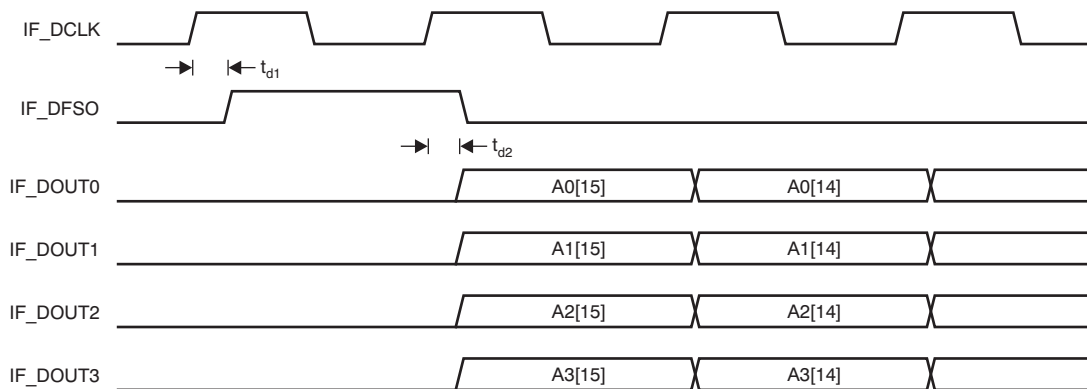 IF_DCLK
t_d1
IF_DFSO
t_d2
IF_DOUT0 A0[15] A0[14]
IF_DOUT1 A1[15] A1[14]
IF_DOUT2 A2[15] A2[14]
IF_DOUT3 A3[15] A3[14]